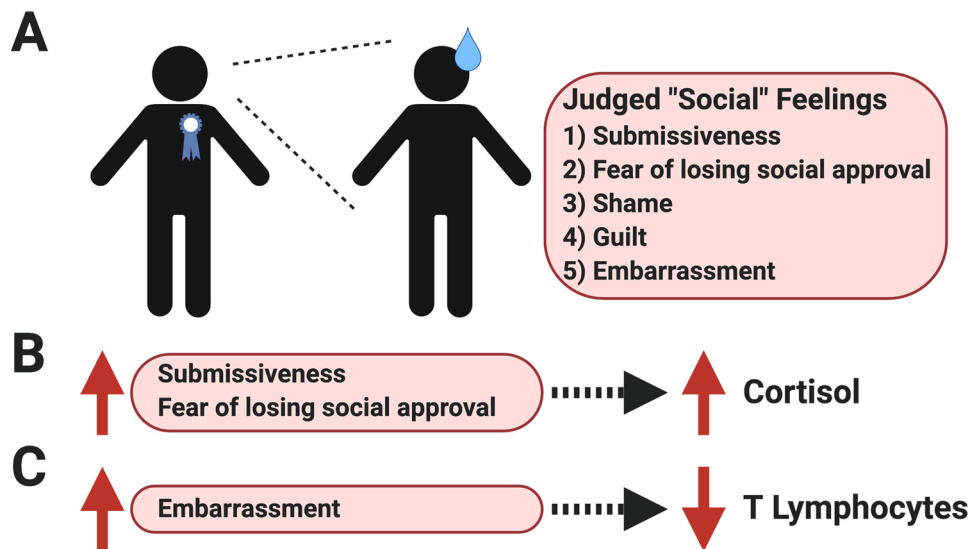 A
Judged "Social" Feelings
1) Submissiveness
2) Fear of losing social approval
3) Shame
4) Guilt
5) Embarrassment
B
Submissiveness
Fear of losing social approval
Cortisol
C
Embarrassment
T Lymphocytes